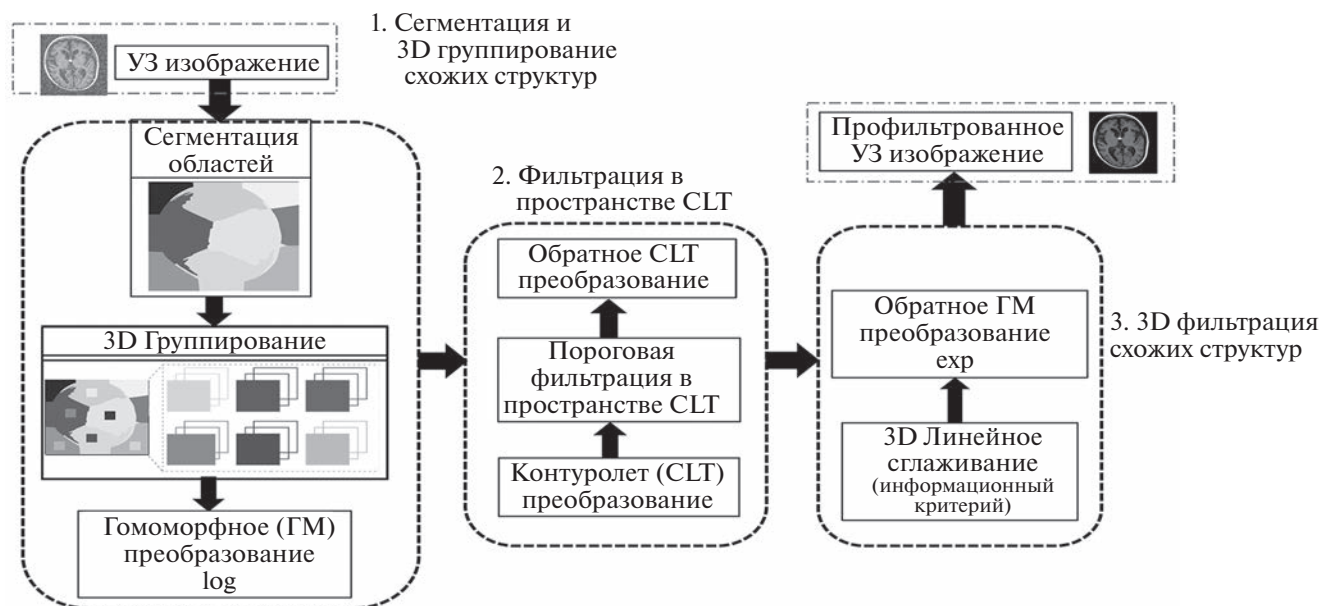 1. Сегментация и
3D группирование
схожих структур
УЗ изображение
Сегментация
областей
3D Группирование
Гомоморфное (ГМ)
преобразование
log
2. Фильтрация в
пространстве CLT
Обратное CLT
преобразование
Пороговая
фильтрация в
пространстве CLT
Контуролет (CLT)
преобразование
Профильтрованное
УЗ изображение
Обратное ГМ
преобразование
exp
3D Линейное
сглаживание
(информационный
критерий)
3. 3D фильтрация
схожих структур